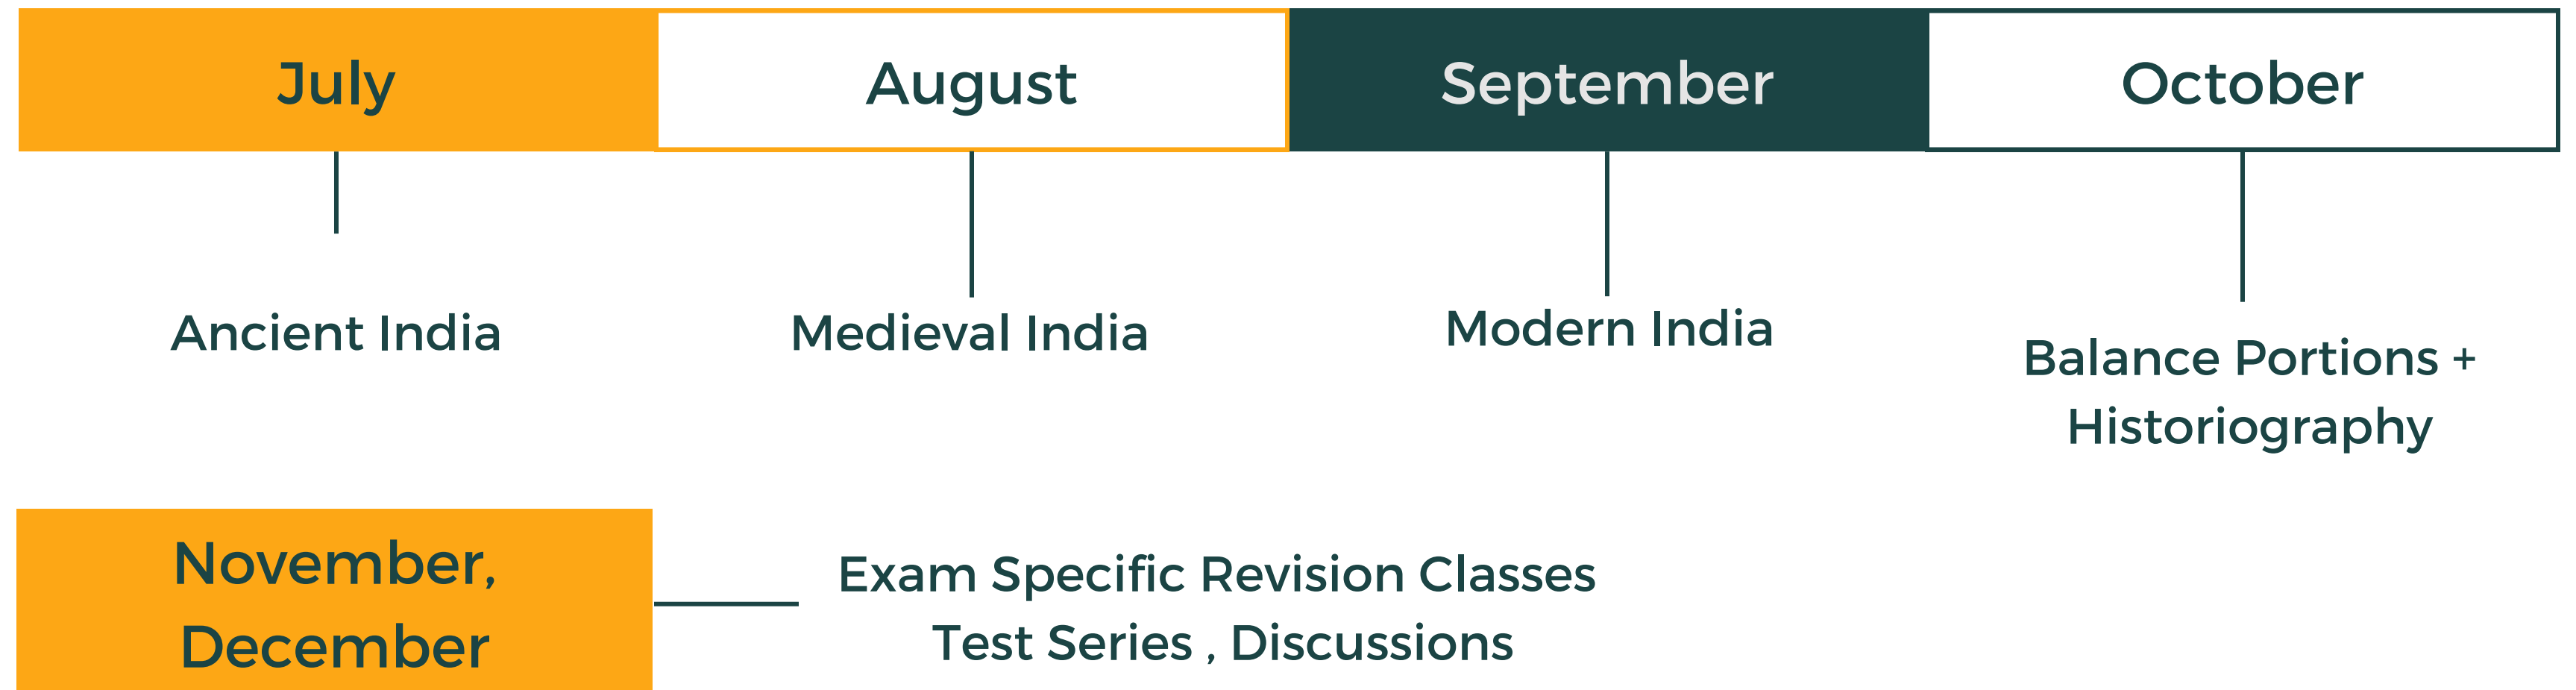 July
August
September
October
Ancient India
Medieval India
Modern India
Balance Portions +
Historiography
November,
December
Exam Specific Revision Classes
Test Series , Discussions